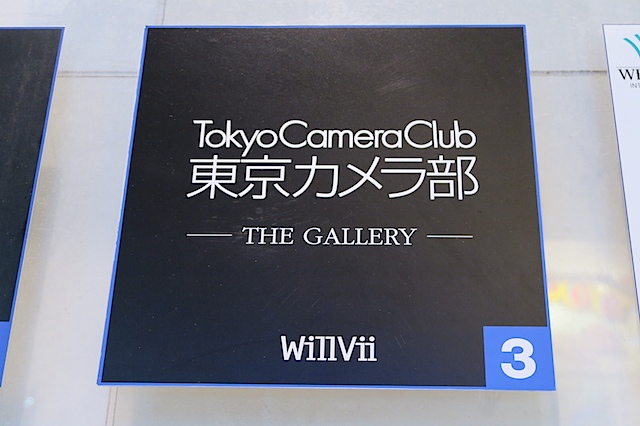 TokyoCameraClub
東京カメラ部
THE GALLERY
WillVii
3